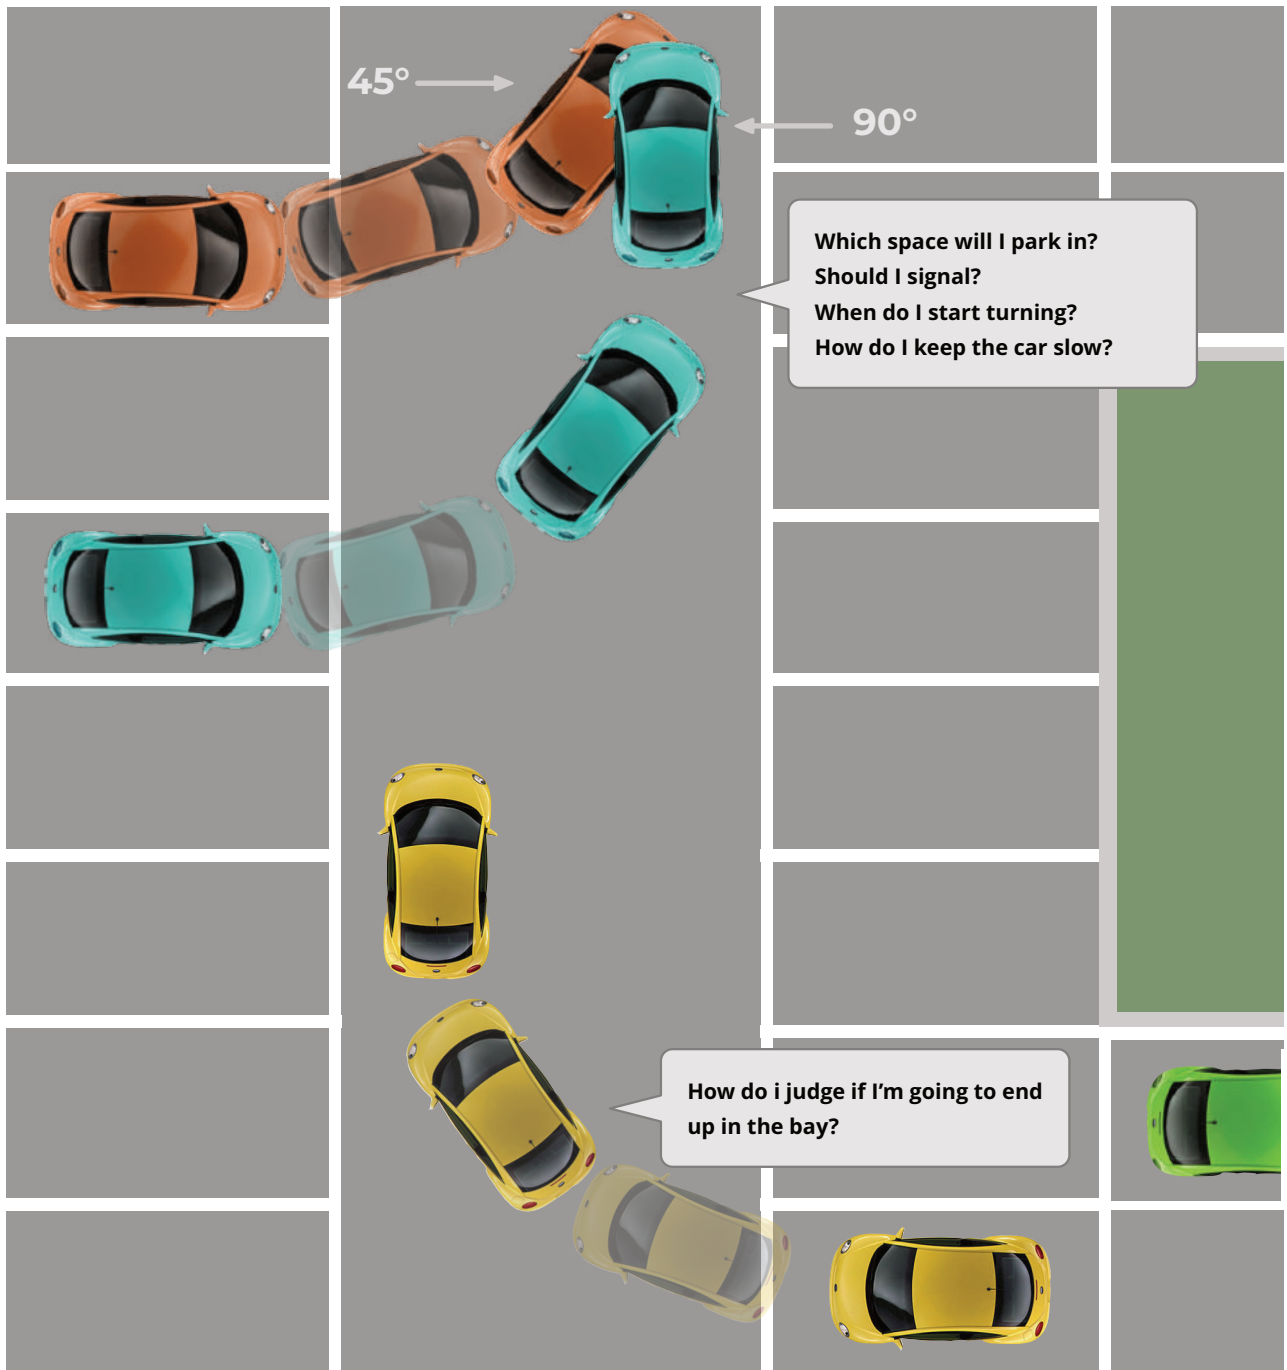 45°
90°
Which space will I park in?
Should I signal?
When do I start turning?
How do I keep the car slow?
How do i judge if I’m going to end
up in the bay?